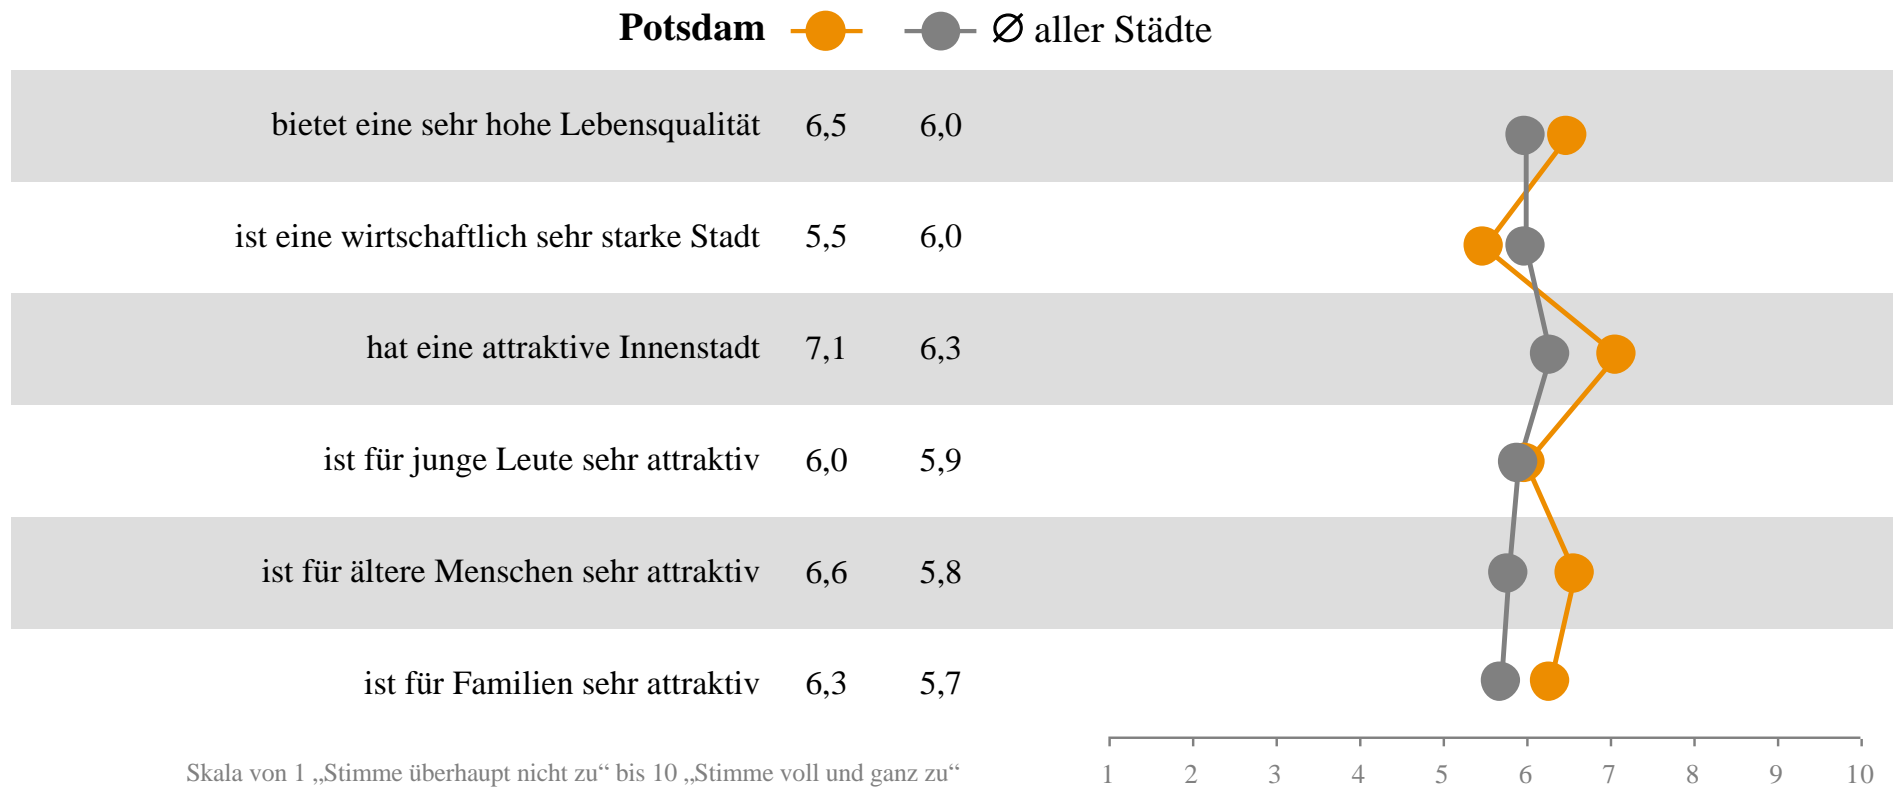 Potsdam Ø aller Städte
bietet eine sehr hohe Lebensqualität 6,5 6,0
ist eine wirtschaftlich sehr starke Stadt 5,5 6,0
hat eine attraktive Innenstadt 7,1 6,3
ist für junge Leute sehr attraktiv 6,0 5,9
ist für ältere Menschen sehr attraktiv 6,6 5,8
ist für Familien sehr attraktiv 6,3 5,7
Skala von 1 „Stimme überhaupt nicht zu“ bis 10 „Stimme voll und ganz zu“ 1 2 3 4 5 6 7 8 9 10